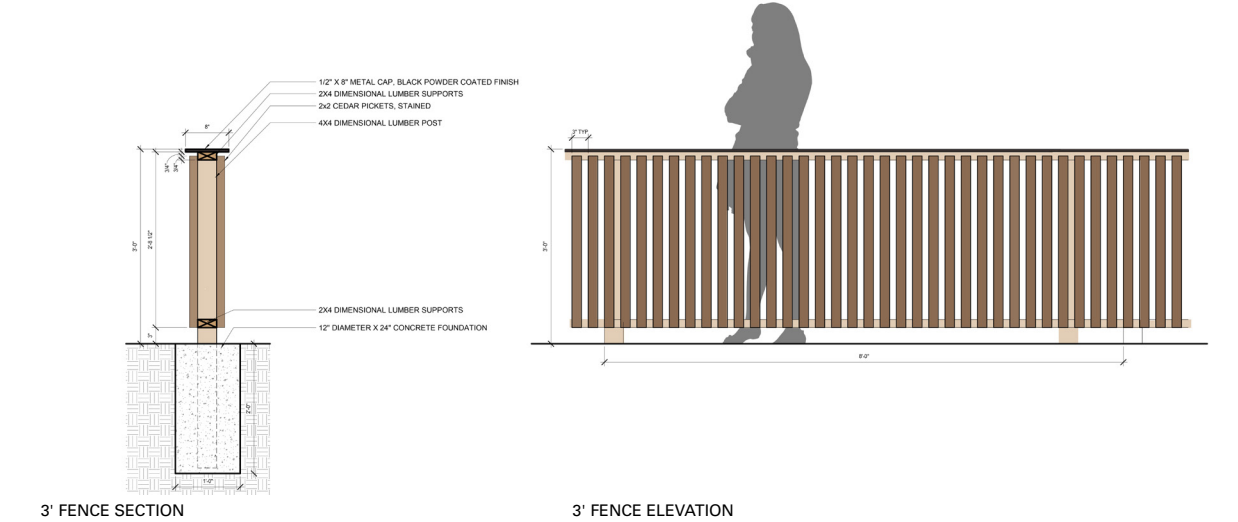 1/2" X 8" METAL CAP, BLACK POWDER COATED FINISH
2X4 DIMENSIONAL LUMBER SUPPORTS
2x2 CEDAR PICKETS, STAINED
4X4 DIMENSIONAL LUMBER POST
8"
3/4"
3/4"
3'-0"
2'-8 1/2"
3"
2X4 DIMENSIONAL LUMBER SUPPORTS
12" DIAMETER X 24" CONCRETE FOUNDATION
2'-0"
1'-0"
3' FENCE SECTION
3" TYP
3'-0"
8'-0"
3' FENCE ELEVATION